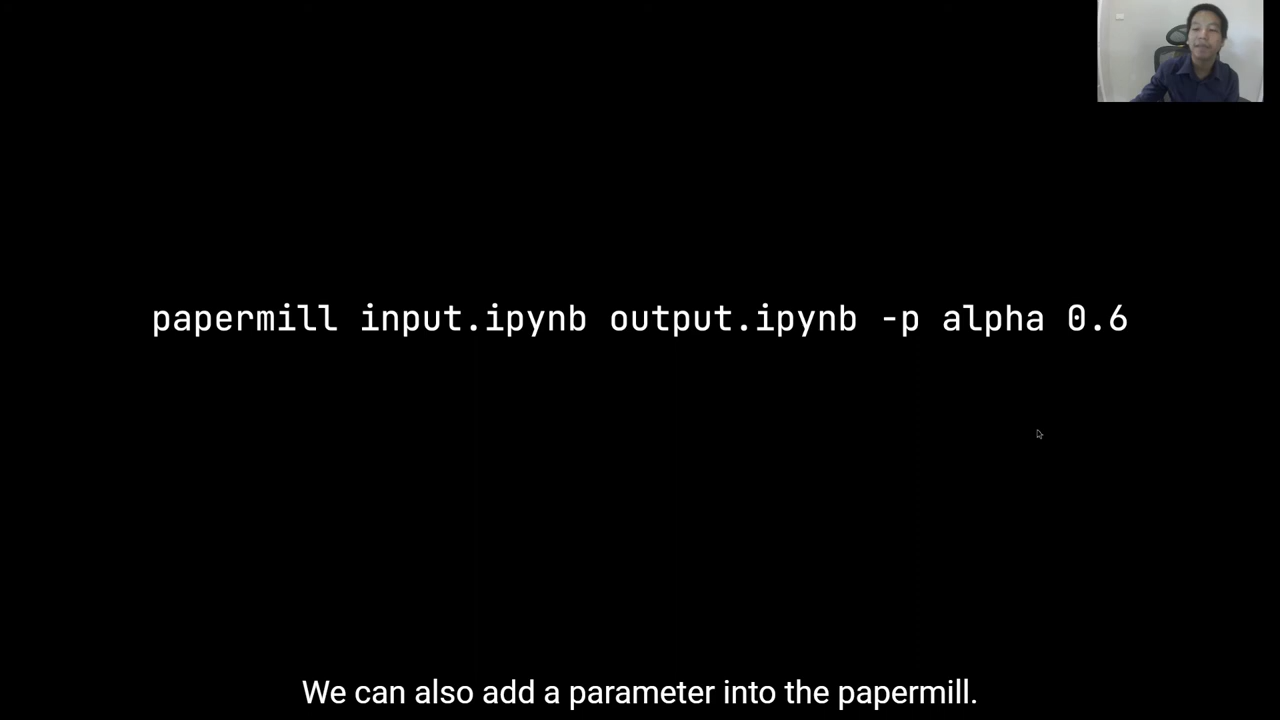 papermill input.ipynb output.ipynb -p alpha 0.6
We can also add a parameter into the papermill.